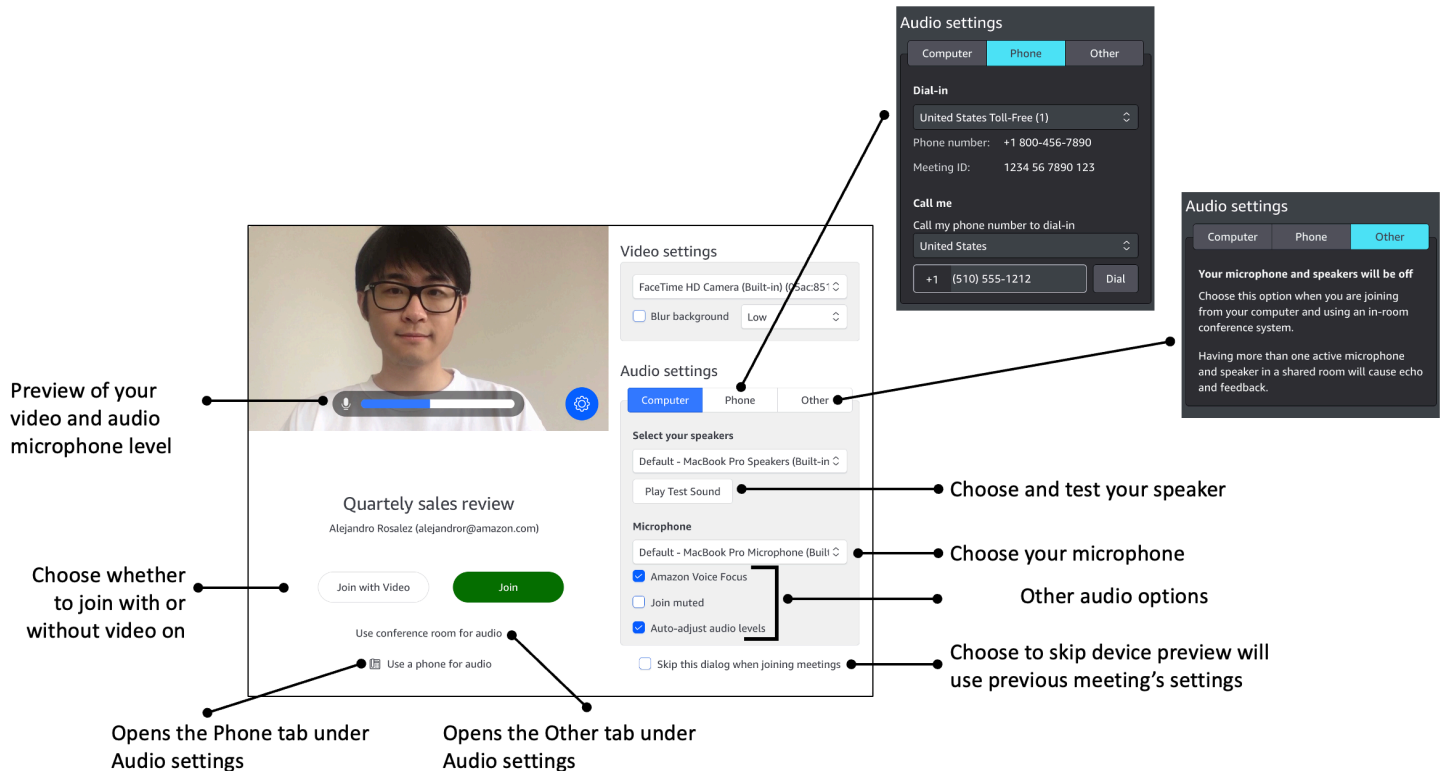 Audio settings
Computer Phone Other
Dial-in
United States Toll-Free (1)
Phone number: +1 800-456-7890
Meeting ID: 1234 56 7890 123
Call me
Call my phone number to dial-in
United States
+1 (510) 555-1212 Dial
Audio settings
Computer Phone Other
Your microphone and speakers will be off
Choose this option when you are joining
from your computer and using an in-room
conference system.
Having more than one active microphone
and speaker in a shared room will cause echo
and feedback.
Video settings
FaceTime HD Camera (Built-in) (05ac:851
Blur background Low
Audio settings
Computer Phone Other
Select your speakers
Default - MacBook Pro Speakers (Built-in
Play Test Sound
Microphone
Default - MacBook Pro Microphone (Built
Amazon Voice Focus
Join muted
Auto-adjust audio levels
Skip this dialog when joining meetings
Preview of your
video and audio
microphone level
Quartely sales review
Alejandro Rosalez (alejandror@amazon.com)
Join with Video Join
Use conference room for audio
Use a phone for audio
Choose whether
to join with or
without video on
Choose and test your speaker
Choose your microphone
Other audio options
Choose to skip device preview will
use previous meeting’s settings
Opens the Phone tab under
Audio settings
Opens the Other tab under
Audio settings